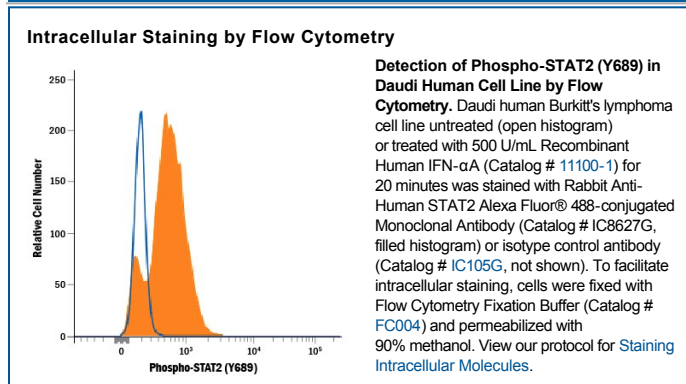 Intracellular Staining by Flow Cytometry
250
200
150
100
50
0
Relative Cell Number
0
10³
10⁴
10⁵
Phospho-STAT2 (Y689)
Detection of Phospho-STAT2 (Y689) in
Daudi Human Cell Line by Flow
Cytometry. Daudi human Burkitt's lymphoma
cell line untreated (open histogram)
or treated with 500 U/mL Recombinant
Human IFN-αA (Catalog # 11100-1) for
20 minutes was stained with Rabbit Anti-
Human STAT2 Alexa Fluor® 488-conjugated
Monoclonal Antibody (Catalog # IC8627G,
filled histogram) or isotype control antibody
(Catalog # IC105G, not shown). To facilitate
intracellular staining, cells were fixed with
Flow Cytometry Fixation Buffer (Catalog #
FC004) and permeabilized with
90% methanol. View our protocol for Staining
Intracellular Molecules.